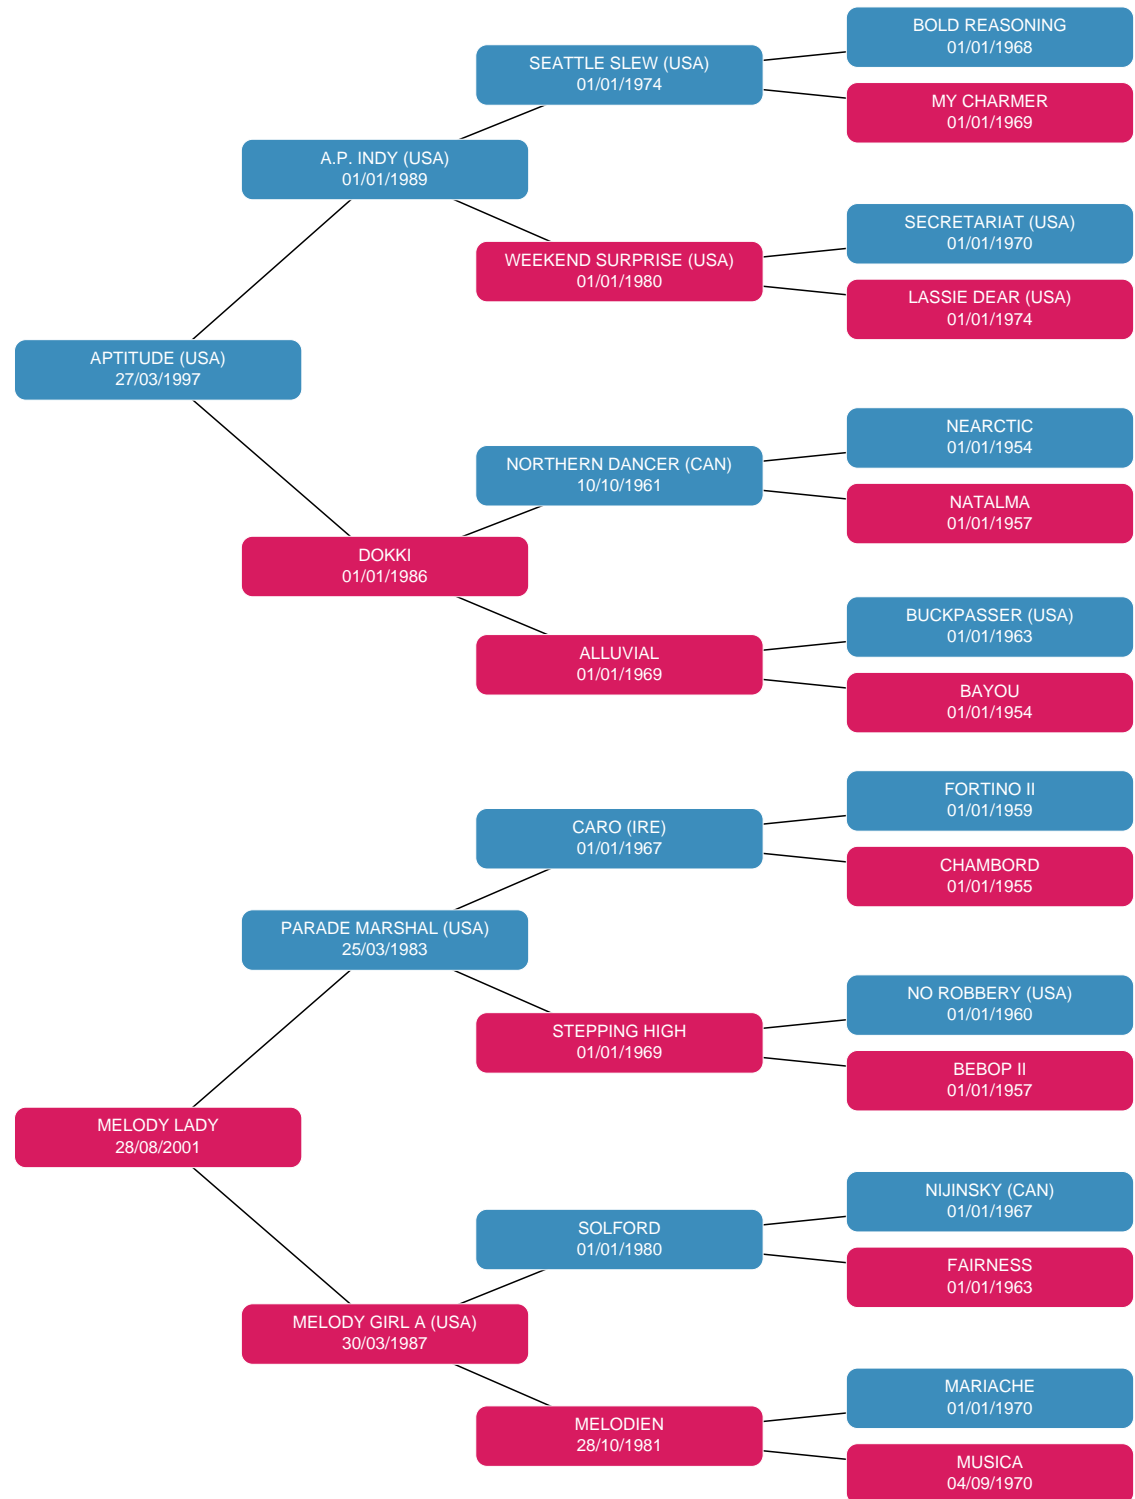 BOLD REASONING
01/01/1968
SEATTLE SLEW (USA)
01/01/1974
MY CHARMER
01/01/1969
A.P. INDY (USA)
01/01/1989
SECRETARIAT (USA)
01/01/1970
WEEKEND SURPRISE (USA)
01/01/1980
LASSIE DEAR (USA)
01/01/1974
APTITUDE (USA)
27/03/1997
NEARCTIC
01/01/1954
NORTHERN DANCER (CAN)
10/10/1961
NATALMA
01/01/1957
DOKKI
01/01/1986
BUCKPASSER (USA)
01/01/1963
ALLUVIAL
01/01/1969
BAYOU
01/01/1954
FORTINO II
01/01/1959
CARO (IRE)
01/01/1967
CHAMBORD
01/01/1955
PARADE MARSHAL (USA)
25/03/1983
NO ROBBERY (USA)
01/01/1960
STEPPING HIGH
01/01/1969
BEBOP II
01/01/1957
MELODY LADY
28/08/2001
NIJINSKY (CAN)
01/01/1967
SOLFORD
01/01/1980
FAIRNESS
01/01/1963
MELODY GIRL A (USA)
30/03/1987
MARIACHE
01/01/1970
MELODIEN
28/10/1981
MUSICA
04/09/1970